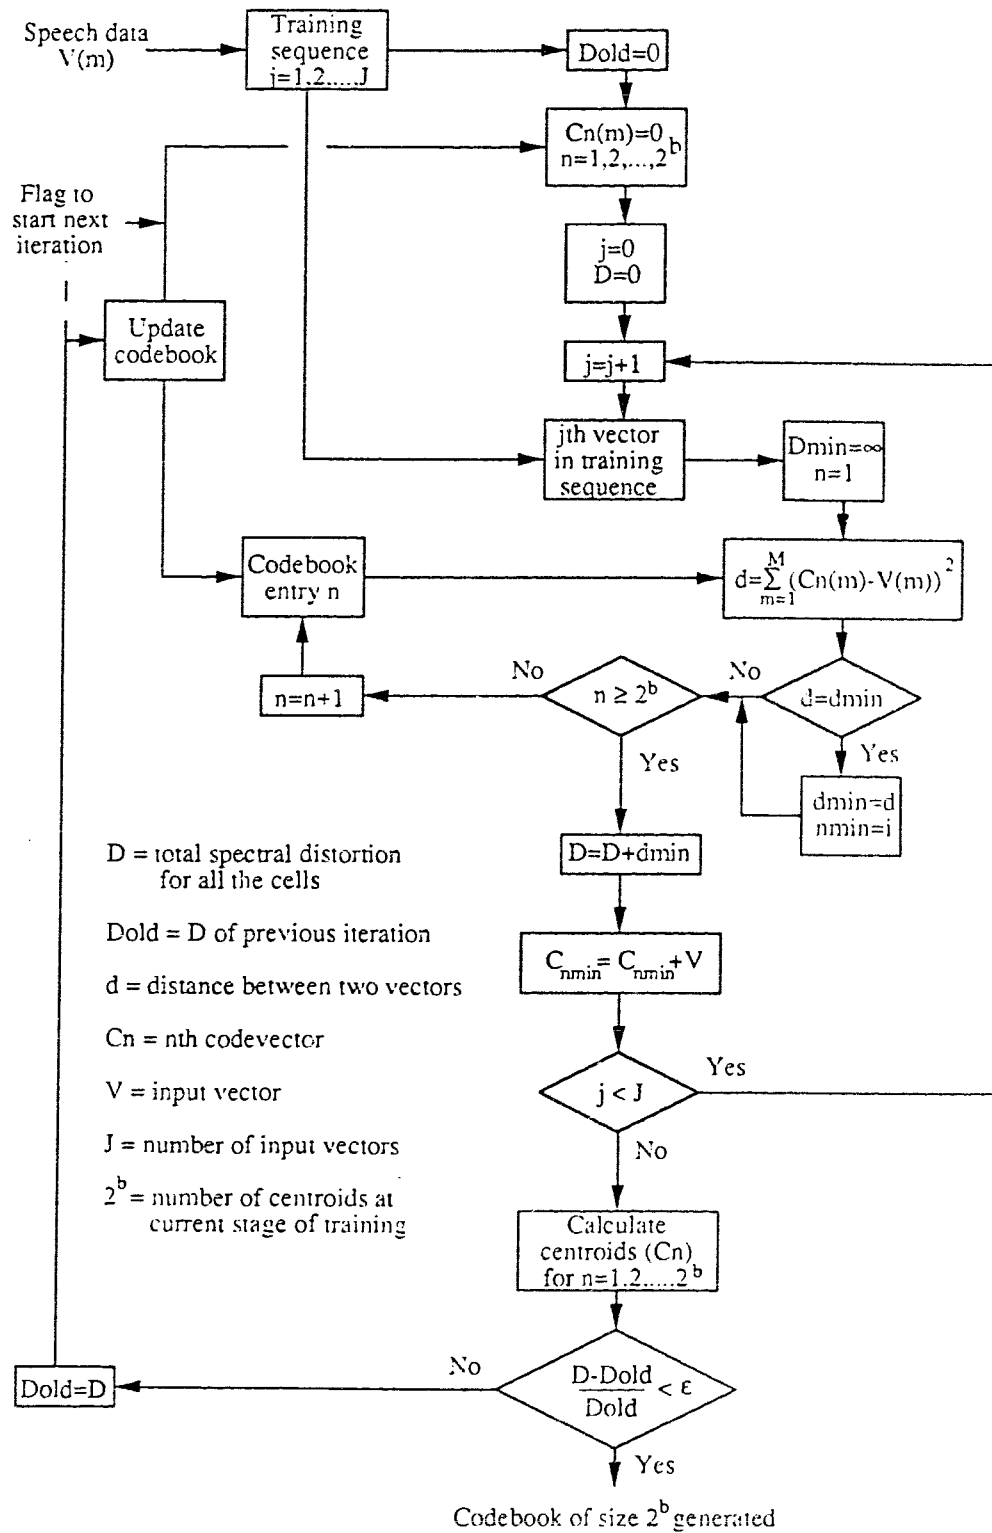 Speech data
V(m)
Training
sequence
j=1,2....,J
Dold=0
Cn(m)=0
n=1,2,...,2^b
Flag to
start next
iteration
j=0
D=0
Update
codebook
j=j+1
jth vector
in training
sequence
Dmin=∞
n=1
Codebook
entry n
d=∑(Cn(m)-V(m))^2
M
m=1
n=n+1
No
n ≥ 2^b
Yes
No
d=dmin
Yes
dmin=d
nmin=i
D=D+dmin
C_nmin = C_nmin + V
D = total spectral distortion
for all the cells
Dold = D of previous iteration
d = distance between two vectors
Cn = nth codevector
V = input vector
J = number of input vectors
2^b = number of centroids at
current stage of training
j < J
Yes
No
Calculate
centroids (Cn)
for n=1,2.....2^b
D-Dold
Dold
< ε
No
Dold=D
Yes
Codebook of size 2^b generated